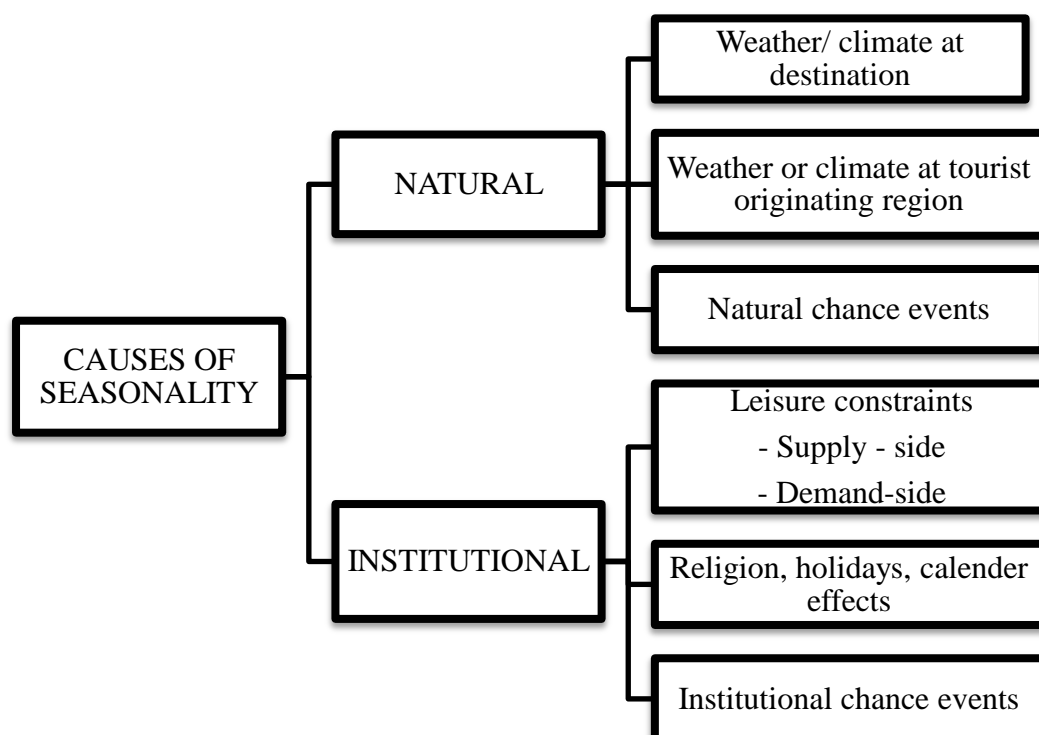 CAUSES OF
SEASONALITY
NATURAL
Weather/ climate at
destination
Weather or climate at tourist
originating region
Natural chance events
INSTITUTIONAL
Leisure constraints
- Supply - side
- Demand-side
Religion, holidays, calender
effects
Institutional chance events